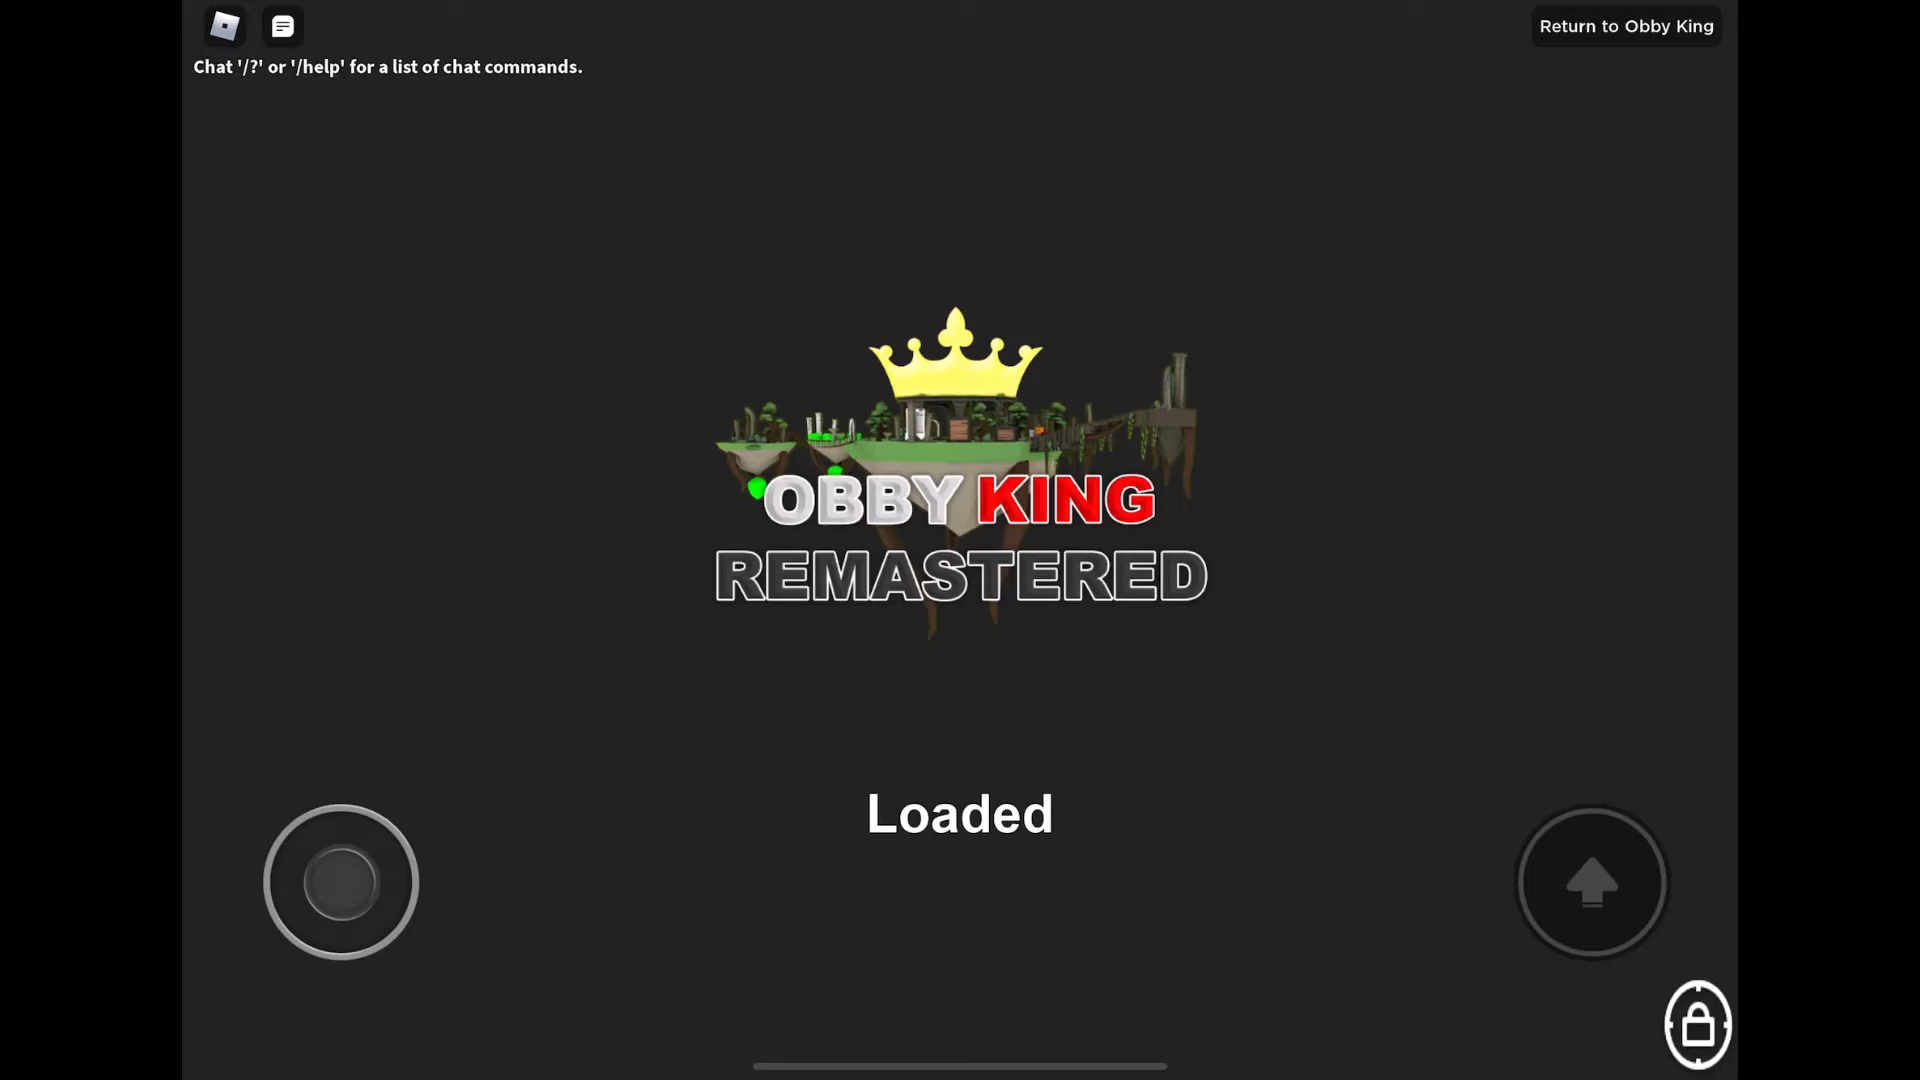 Return to Obby King
Chat '/?' or '/help' for a list of chat commands.
OBBY KING
REMASTERED
Loaded